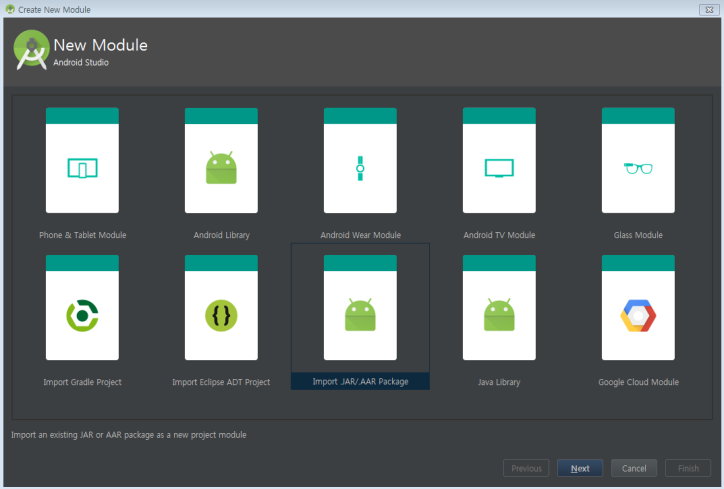 Create New Module
New Module
Android Studio
Phone & Tablet Module
Android Library
Android Wear Module
Android TV Module
Glass Module
{}
Import Gradle Project
Import Eclipse ADT Project
Import .JAR/.AAR Package
Java Library
Google Cloud Module
Import an existing JAR or AAR package as a new project module
Previous
Next
Cancel
Finish